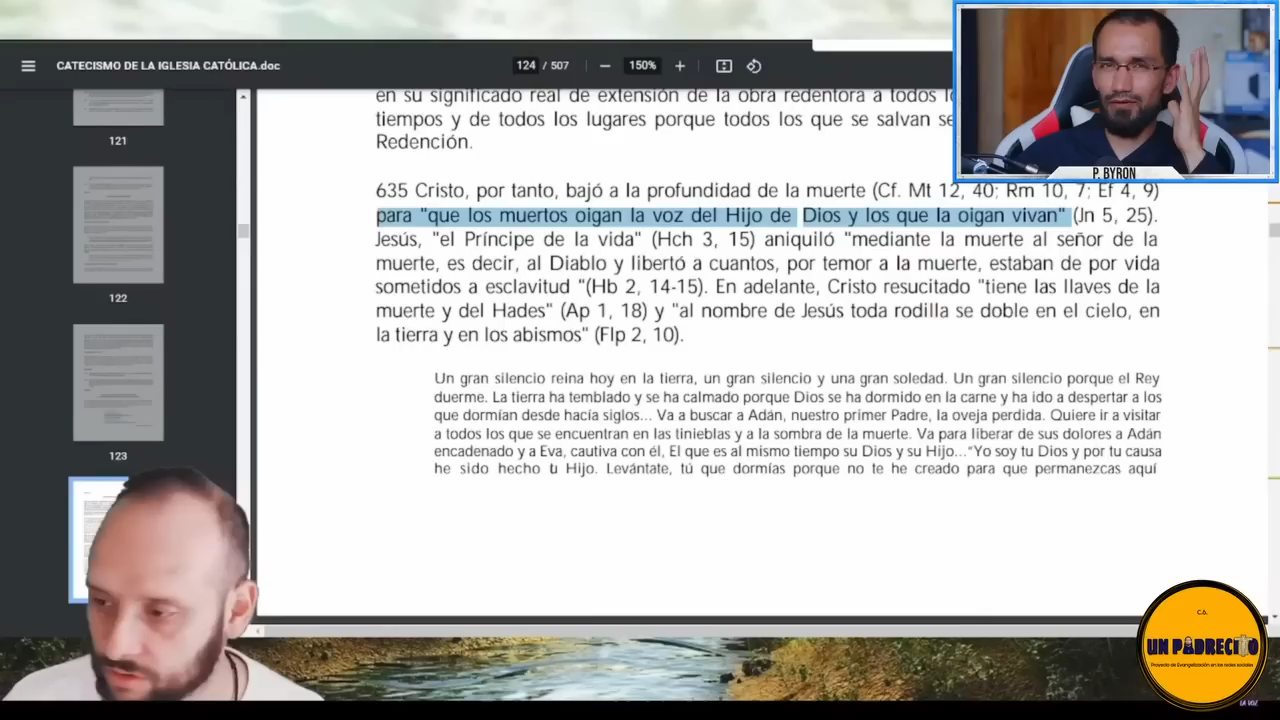 CATECISMO DE LA IGLESIA CATÓLICA.doc
124 / 507
150%
P. BYRON
121
122
123
en su significado real de extensión de la obra redentora a todos
tiempos y de todos los lugares porque todos los que se salvan
Redención.
635 Cristo, por tanto, bajó a la profundidad de la muerte (Cf. Mt 12, 40; Rm 10, 7; Ef 4, 9)
para "que los muertos oigan la voz del Hijo de Dios y los que la oigan vivan" (Jn 5, 25).
Jesús, "el Príncipe de la vida" (Hch 3, 15) aniquiló "mediante la muerte al señor de la
muerte, es decir, al Diablo y libertó a cuantos, por temor a la muerte, estaban de por vida
sometidos a esclavitud "(Hb 2, 14-15). En adelante, Cristo resucitado "tiene las llaves de la
muerte y del Hades" (Ap 1, 18) y "al nombre de Jesús toda rodilla se doble en el cielo, en
la tierra y en los abismos" (Flp 2, 10).
Un gran silencio reina hoy en la tierra, un gran silencio y una gran soledad. Un gran silencio porque el Rey
duerme. La tierra ha temblado y se ha calmado porque Dios se ha dormido en la carne y ha ido a despertar a los
que dormían desde hacía siglos... Va a buscar a Adán, nuestro primer Padre, la oveja perdida. Quiere ir a visitar
a todos los que se encuentran en las tinieblas y a la sombra de la muerte. Va para liberar de sus dolores a Adán
encadenado y a Eva, cautiva con él, El que es al mismo tiempo su Dios y su Hijo..."Yo soy tu Dios y por tu causa
he sido hecho tu Hijo. Levántate, tú que dormías porque no te he creado para que permanezcas aquí
C.G.
UN PADRECITO
Proyecto de Evangelización en las redes sociales
LA VOZ